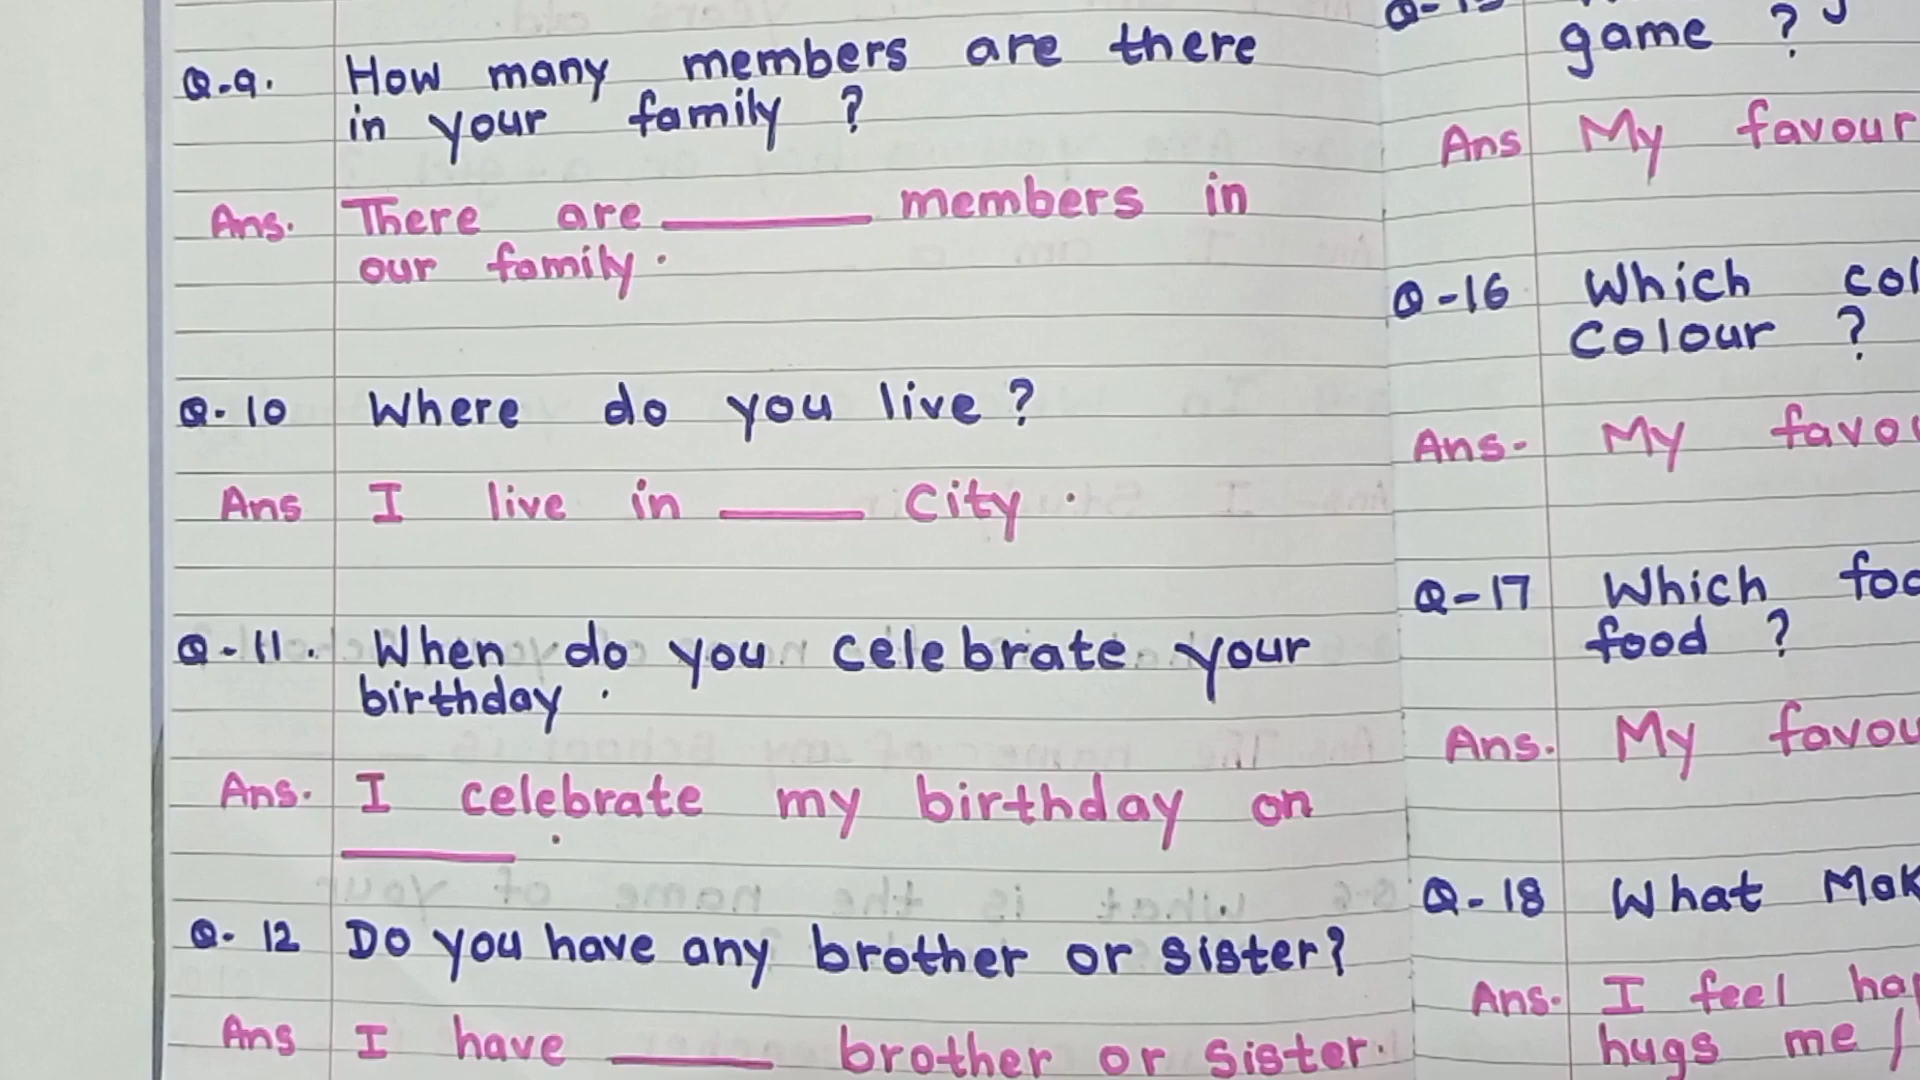 Q-9. How many members are there
in your family ?
Ans. There are ______ members in
our family.
Q-10 Where do you live ?
Ans I live in ____ City.
Q-11. When do you celebrate your
birthday.
Ans. I celebrate my birthday on
______.
Q-12 Do you have any brother or sister?
Ans I have ______ brother or sister.
game ?
Ans My favour
Q-16 Which col
Colour ?
Ans. My favou
Q-17 Which foo
food ?
Ans. My favou
Q-18 What Mak
Ans. I feel hap
hugs me /